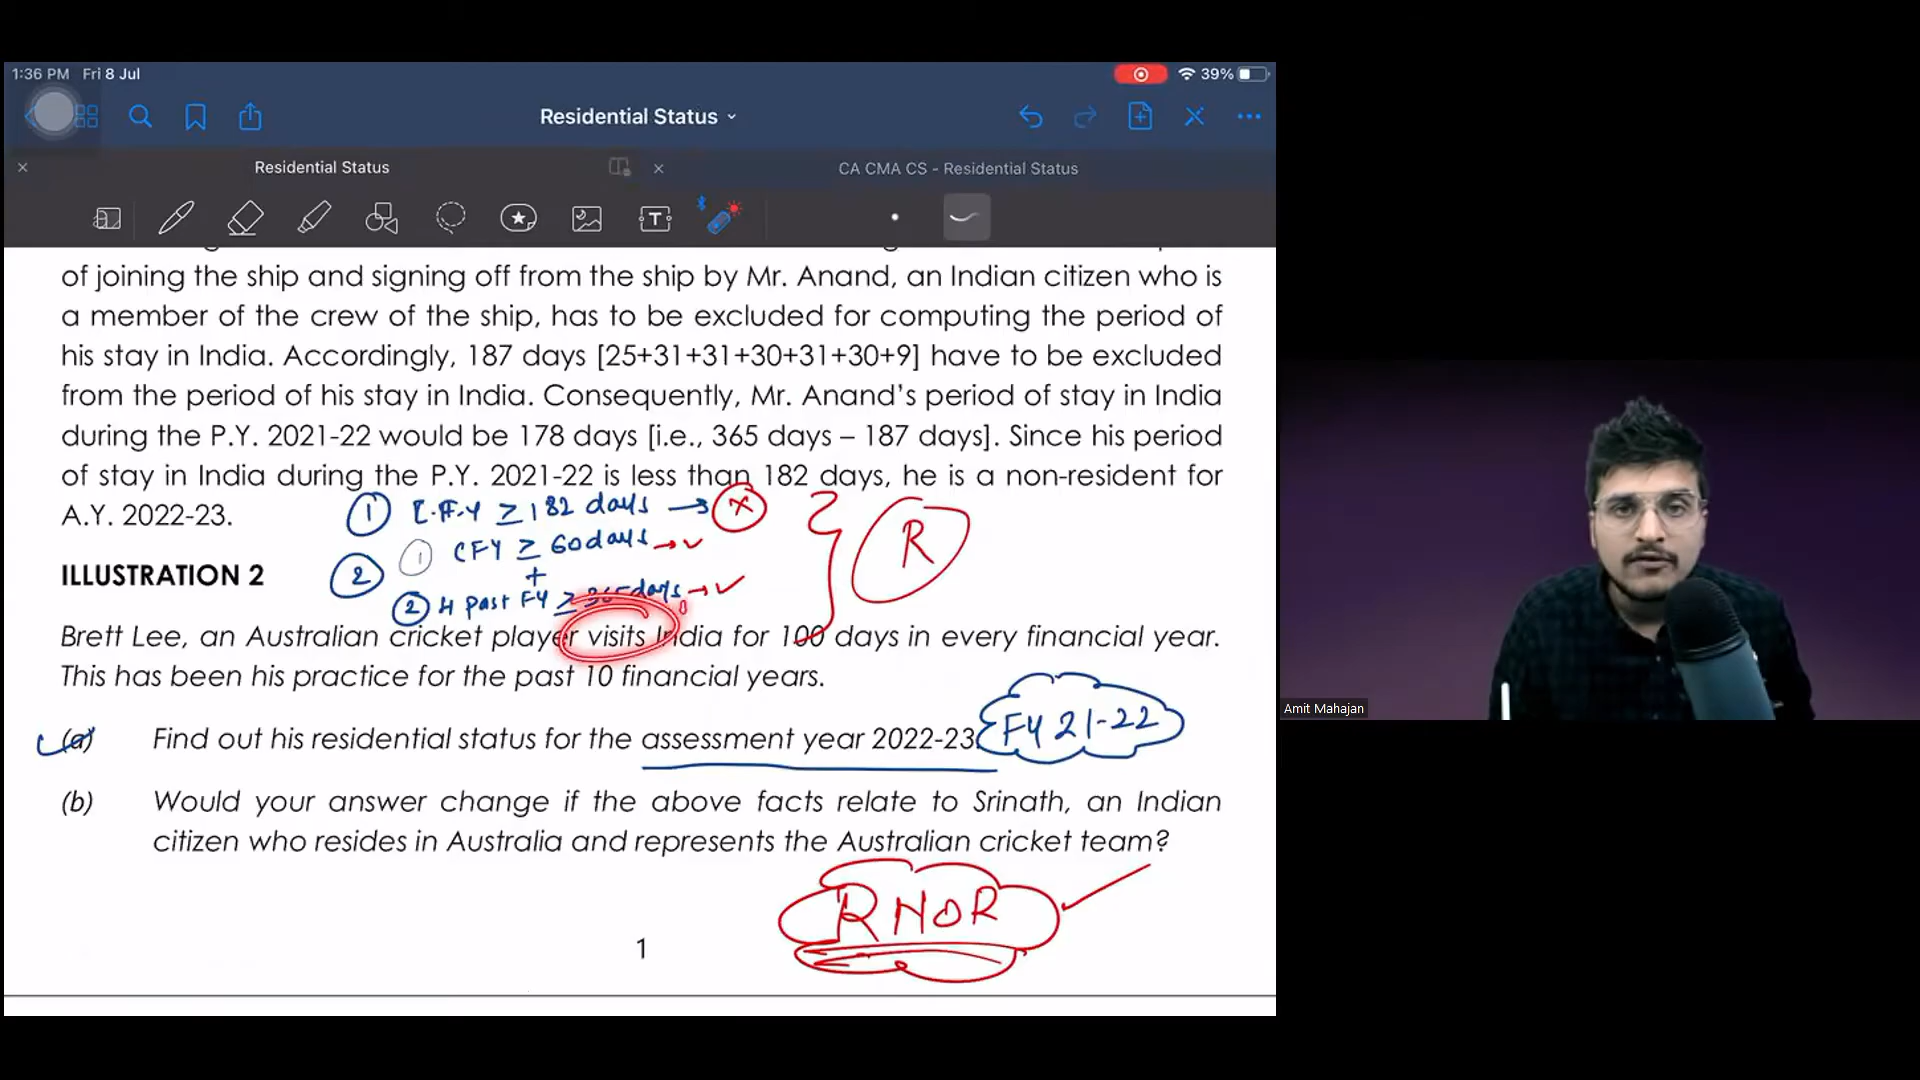 1:36 PM Fri 8 Jul
39%
Residential Status
Residential Status
CA CMA CS - Residential Status
of joining the ship and signing off from the ship by Mr. Anand, an Indian citizen who is
a member of the crew of the ship, has to be excluded for computing the period of
his stay in India. Accordingly, 187 days [25+31+31+30+31+30+9] have to be excluded
from the period of his stay in India. Consequently, Mr. Anand’s period of stay in India
during the P.Y. 2021-22 would be 178 days [i.e., 365 days – 187 days]. Since his period
of stay in India during the P.Y. 2021-22 is less than 182 days, he is a non-resident for
A.Y. 2022-23.
1 ≥ 182 days → X
1 CFY ≥ 60 days → ✓
2
+
2 4 past FY ≥ 365 days → ✓
R
ILLUSTRATION 2
Brett Lee, an Australian cricket player visits India for 100 days in every financial year.
This has been his practice for the past 10 financial years.
(a) Find out his residential status for the assessment year 2022-23.
FY 21-22
(b) Would your answer change if the above facts relate to Srinath, an Indian
citizen who resides in Australia and represents the Australian cricket team?
RNOR
1
Amit Mahajan